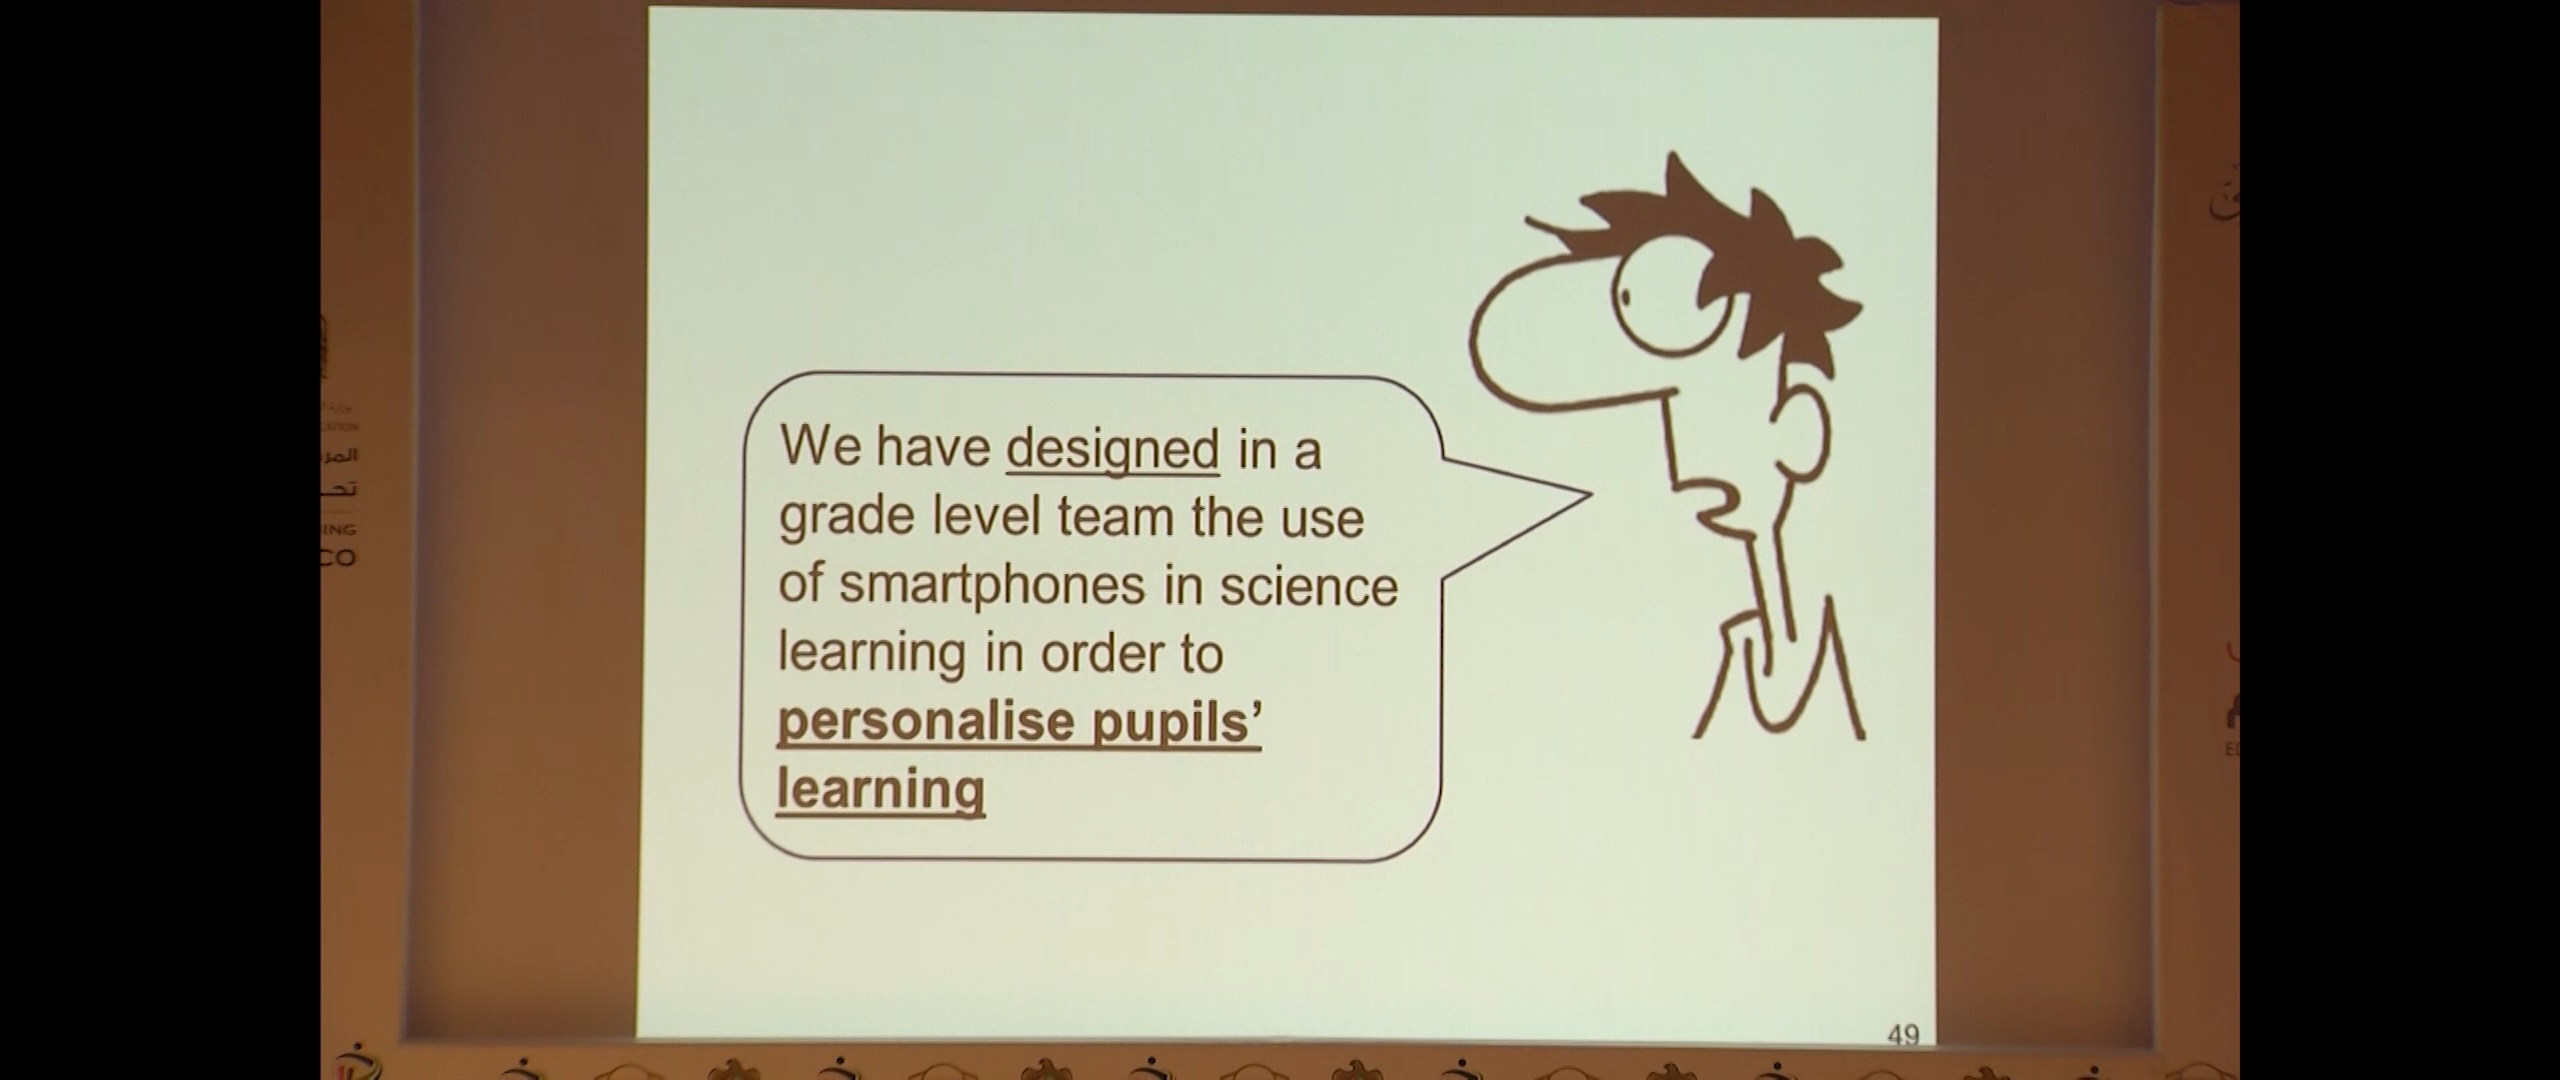 We have designed in a
grade level team the use
of smartphones in science
learning in order to
personalise pupils'
learning
49
المر
ING
CO